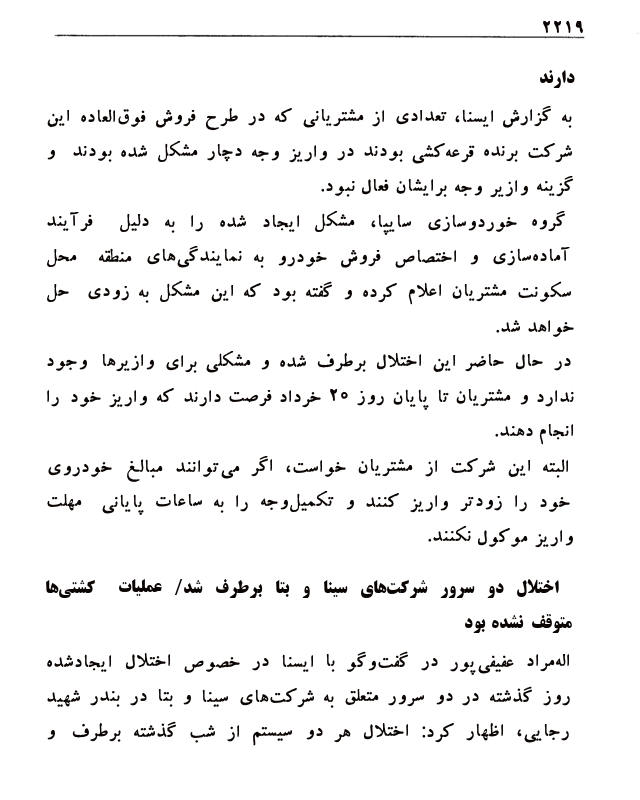 ۲۲۱۹
دارند
به گزارش ایسنا، تعدادی از مشتریانی که در طرح فروش فوق‌العاده این
شرکت برنده قرعه‌کشی بودند در واریز وجه دچار مشکل شده بودند و
گزینه وازیر وجه برایشان فعال نبود.
گروه خوردوسازی سایپا، مشکل ایجاد شده را به دلیل فرآیند
آماده‌سازی و اختصاص فروش خودرو به نمایندگی‌های منطقه محل
سکونت مشتریان اعلام کرده و گفته بود که این مشکل به زودی حل
خواهد شد.
در حال حاضر این اختلال برطرف شده و مشکلی برای وازیرها وجود
ندارد و مشتریان تا پایان روز ۲۵ خرداد فرصت دارند که واریز خود را
انجام دهند.
البته این شرکت از مشتریان خواست، اگر می‌توانند مبالغ خودروی
خود را زودتر واریز کنند و تکمیل‌وجه را به ساعات پایانی مهلت
واریز موکول نکنند.
اختلال دو سرور شرکت‌های سینا و بتا برطرف شد/ عملیات کشتی‌ها
متوقف نشده بود
اله‌مراد عفیفی‌پور در گفت‌وگو با ایسنا در خصوص اختلال ایجادشده
روز گذشته در دو سرور متعلق به شرکت‌های سینا و بتا در بندر شهید
رجایی، اظهار کرد: اختلال هر دو سیستم از شب گذشته برطرف و